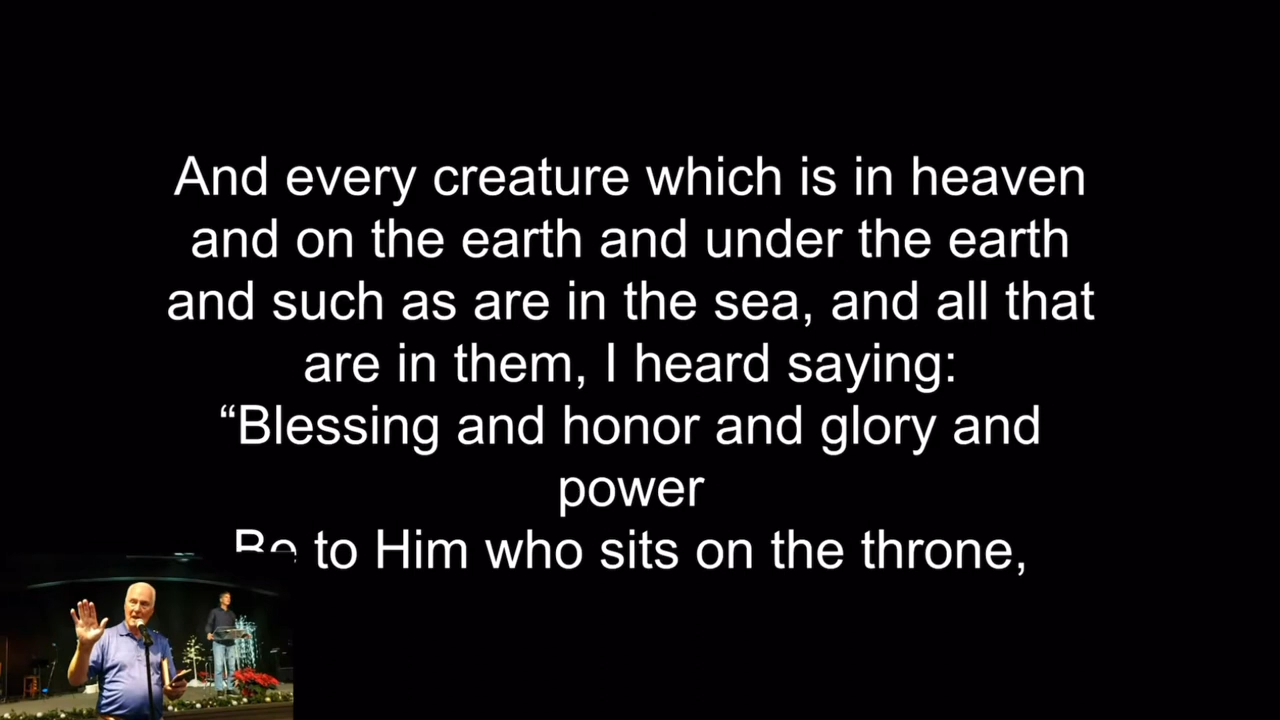 And every creature which is in heaven
and on the earth and under the earth
and such as are in the sea, and all that
are in them, I heard saying:
“Blessing and honor and glory and
power
Be to Him who sits on the throne,